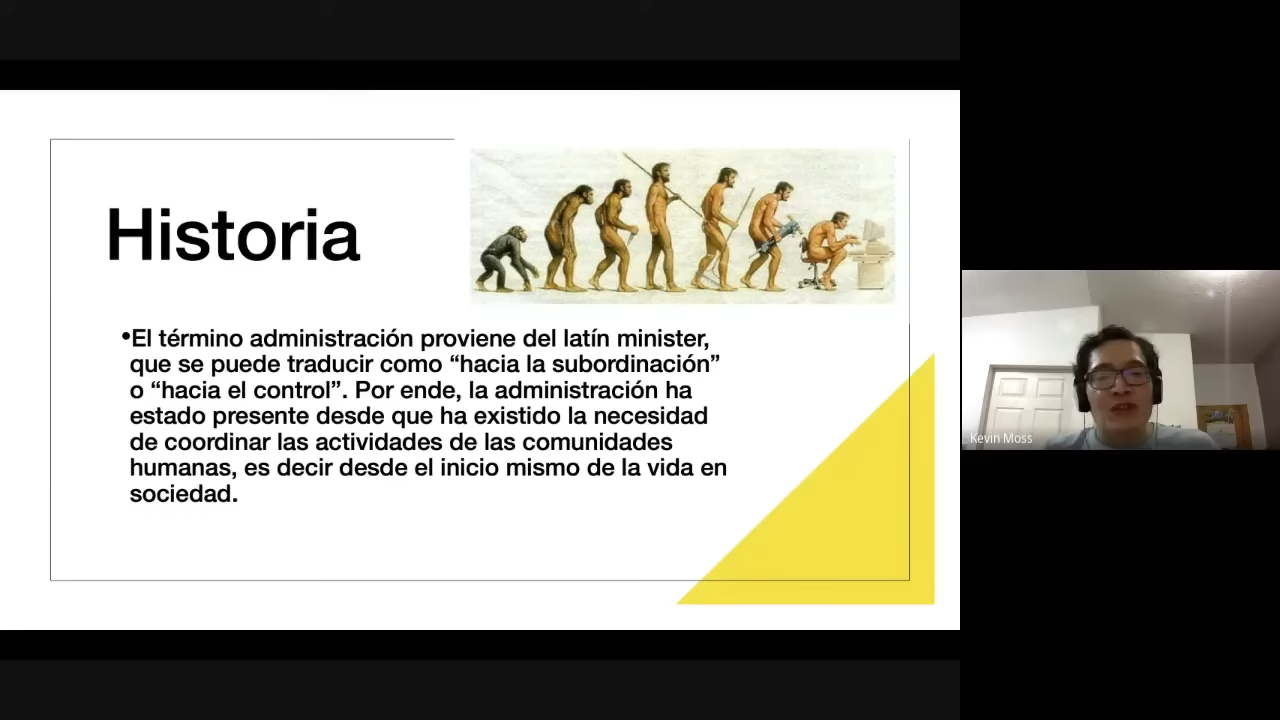 Historia
•El término administración proviene del latín minister,
que se puede traducir como “hacia la subordinación”
o “hacia el control”. Por ende, la administración ha
estado presente desde que ha existido la necesidad
de coordinar las actividades de las comunidades
humanas, es decir desde el inicio mismo de la vida en
sociedad.
Kevin Moss